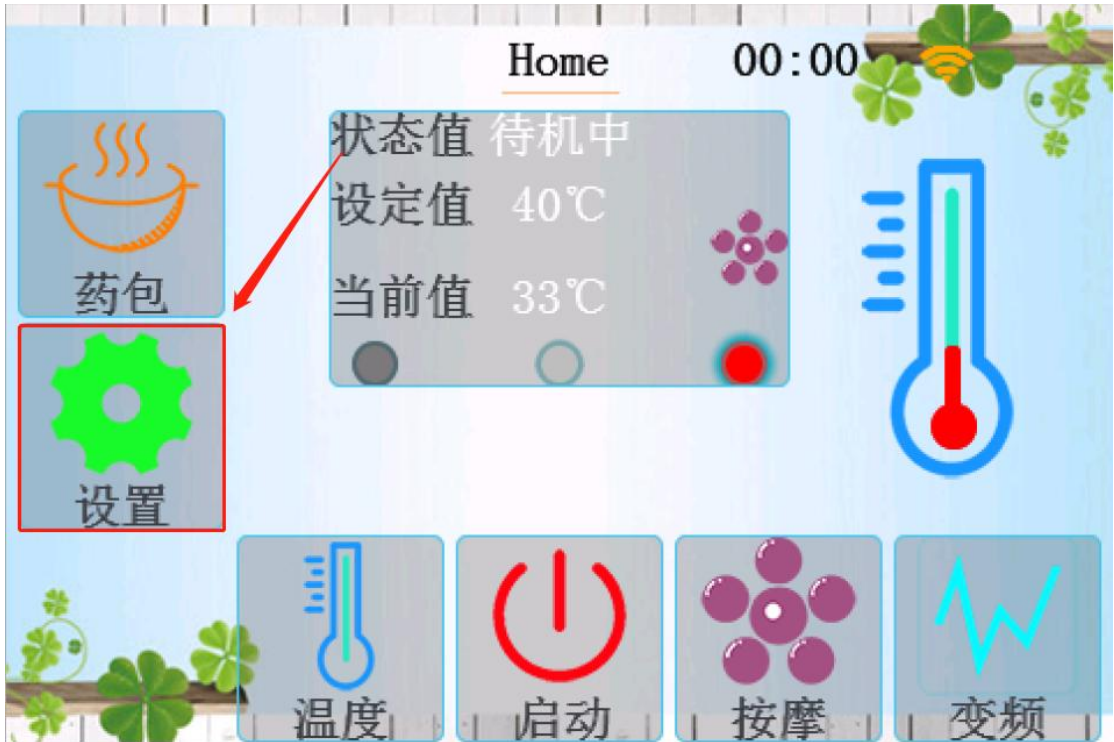 Home 00:00
状态值 待机中
设定值 40℃
当前值 33℃
药包
设置
温度
启动
按摩
变频